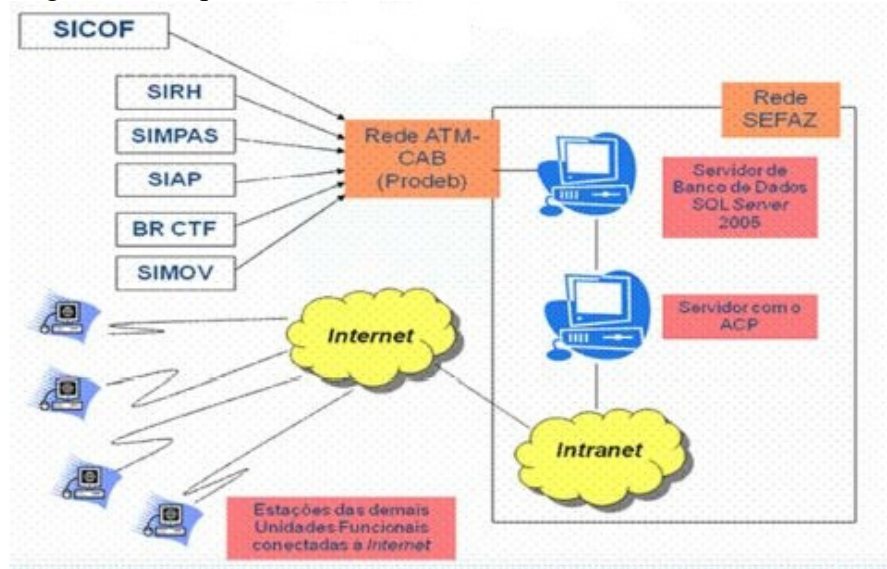 SICOF
SIRH
SIMPAS
SIAP
BR CTF
SIMOV
Rede ATM-
CAB
(Prodeb)
Rede
SEFAZ
Servidor de
Banco de Dados
SQL Server
2005
Servidor com o
ACP
Internet
Intranet
Estações das demais
Unidades Funcionais
conectadas a Internet